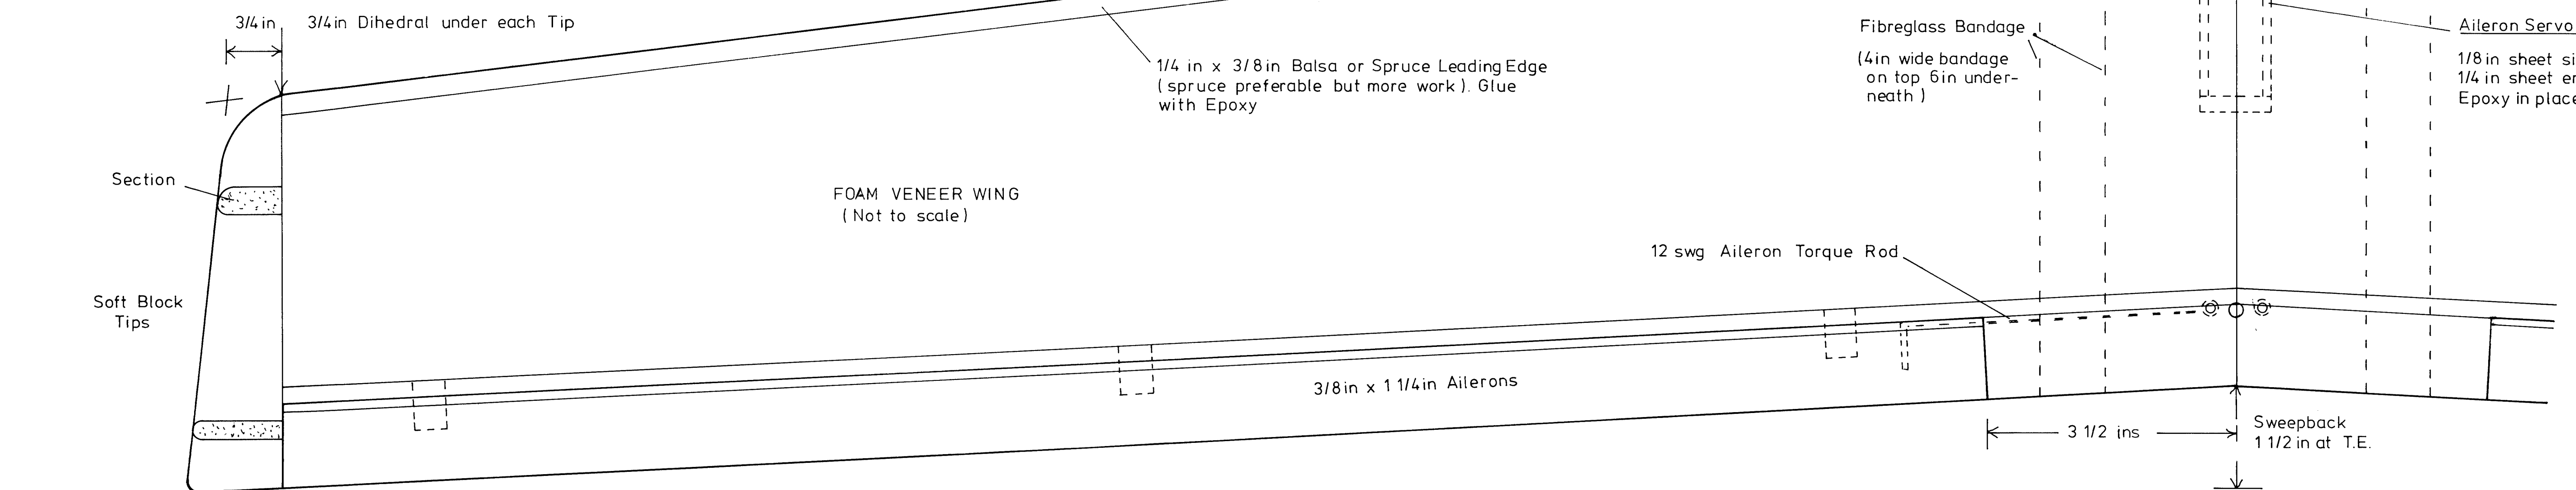 3/4in 3/4in Dihedral under each Tip
1/4 in x 3/8in Balsa or Spruce Leading Edge
(spruce preferable but more work). Glue
with Epoxy
Fibreglass Bandage
(4in wide bandage
on top 6in under-
neath)
Aileron Servo
1/8in sheet si
1/4 in sheet en
Epoxy in place
Section
FOAM VENEER WING
(Not to scale)
12 swg Aileron Torque Rod
Soft Block
Tips
3/8in x 1 1/4in Ailerons
3 1/2 ins
Sweepback
1 1/2 in at T.E.